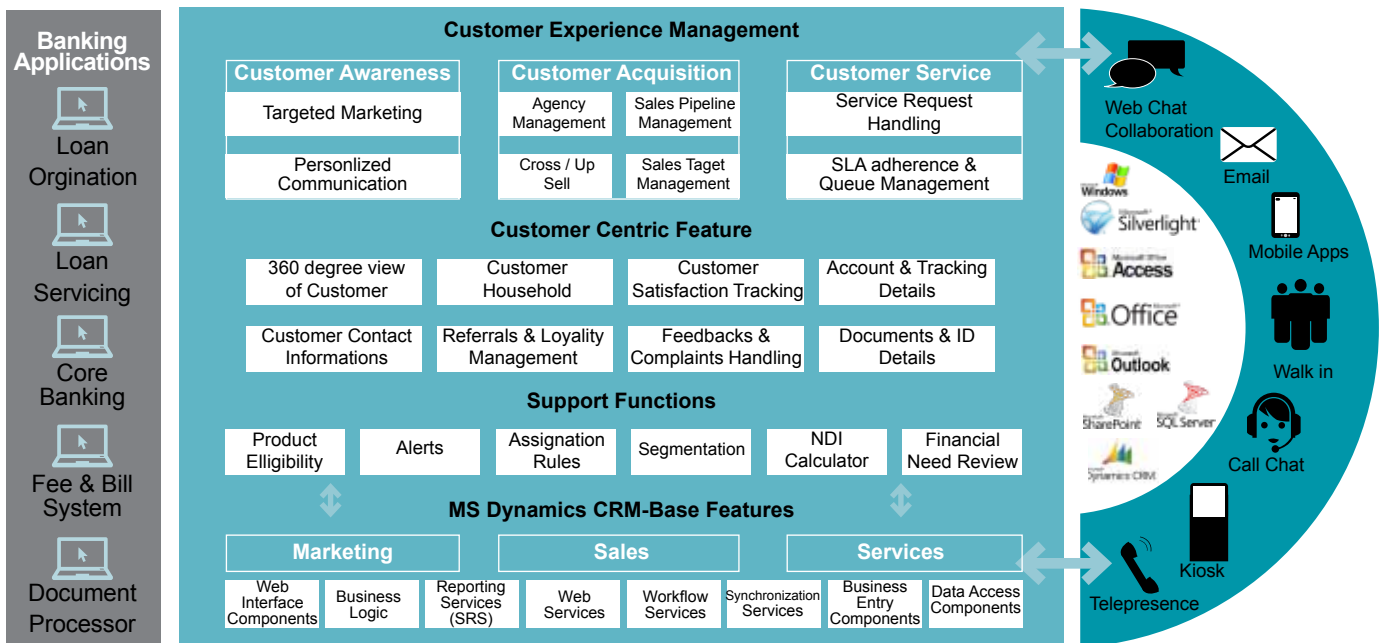 Banking
Applications
Loan
Orgination
Loan
Servicing
Core
Banking
Fee & Bill
System
Document
Processor
Customer Experience Management
Customer Awareness
Targeted Marketing
Personlized
Communication
Customer Acquisition
Agency
Management
Sales Pipeline
Management
Cross / Up
Sell
Sales Taget
Management
Customer Service
Service Request
Handling
SLA adherence &
Queue Management
Customer Centric Feature
360 degree view
of Customer
Customer
Household
Customer
Satisfaction Tracking
Account & Tracking
Details
Customer Contact
Informations
Referrals & Loyality
Management
Feedbacks &
Complaints Handling
Documents & ID
Details
Support Functions
Product
Elligibility
Alerts
Assignation
Rules
Segmentation
NDI
Calculator
Financial
Need Review
MS Dynamics CRM-Base Features
Marketing
Sales
Services
Web
Interface
Components
Business
Logic
Reporting
Services
(SRS)
Web
Services
Workflow
Services
Synchronization
Services
Business
Entry
Components
Data Access
Components
Windows
Silverlight
Access
Office
Outlook
SharePoint
SQL Server
Dynamics CRM
Web Chat
Collaboration
Email
Mobile Apps
Walk in
Call Chat
Kiosk
Telepresence